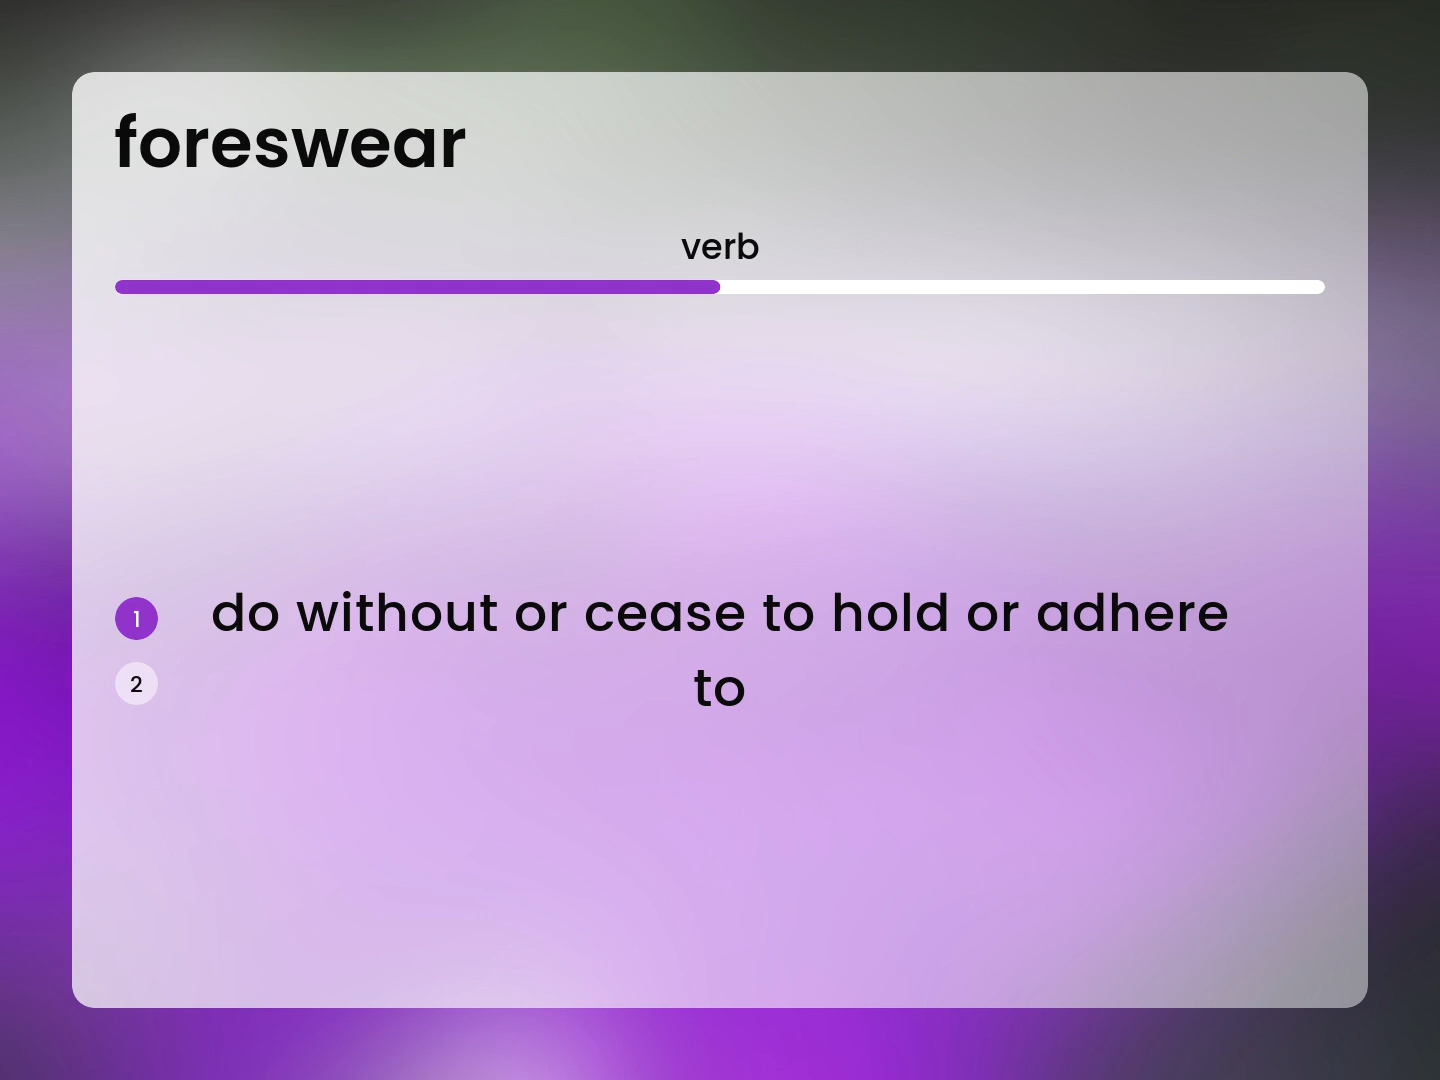 foreswear
verb
1
do without or cease to hold or adhere
2
to